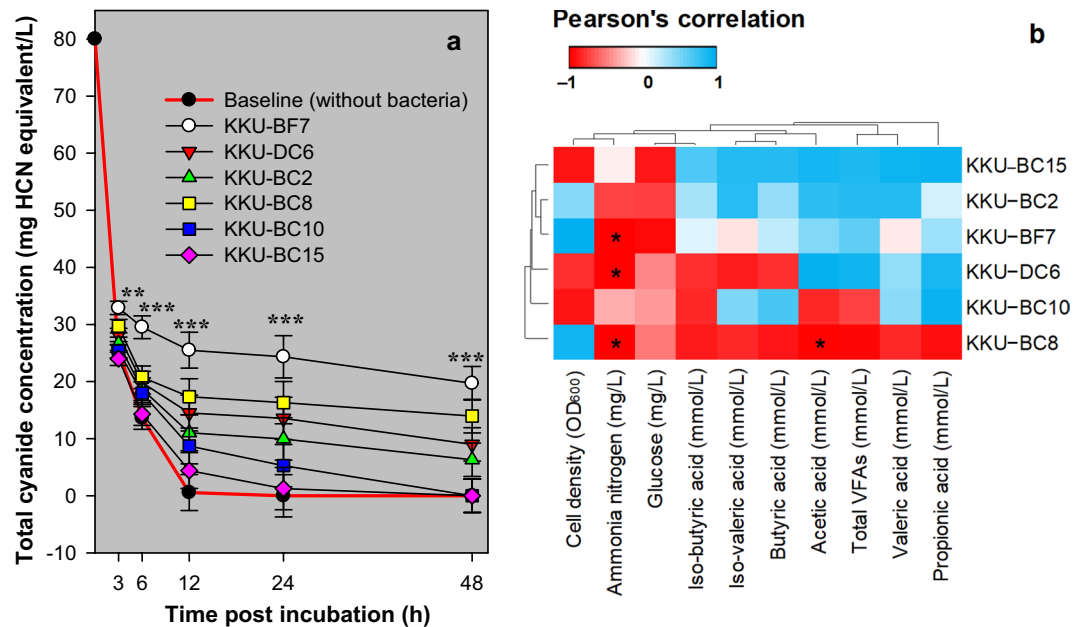 a
Total cyanide concentration (mg HCN equivalent/L)
80
70
60
50
40
30
20
10
0
-10
Baseline (without bacteria)
KKU-BF7
KKU-DC6
KKU-BC2
KKU-BC8
KKU-BC10
KKU-BC15
**
***
***
***
***
3 6 12 24 48
Time post incubation (h)
Pearson's correlation
b
−1 0 1
KKU−BC15
KKU−BC2
KKU−BF7
KKU−DC6
KKU−BC10
KKU−BC8
*
*
* *
Cell density (OD600)
Ammonia nitrogen (mg/L)
Glucose (mg/L)
Iso-butyric acid (mmol/L)
Iso-valeric acid (mmol/L)
Butyric acid (mmol/L)
Acetic acid (mmol/L)
Total VFAs (mmol/L)
Valeric acid (mmol/L)
Propionic acid (mmol/L)